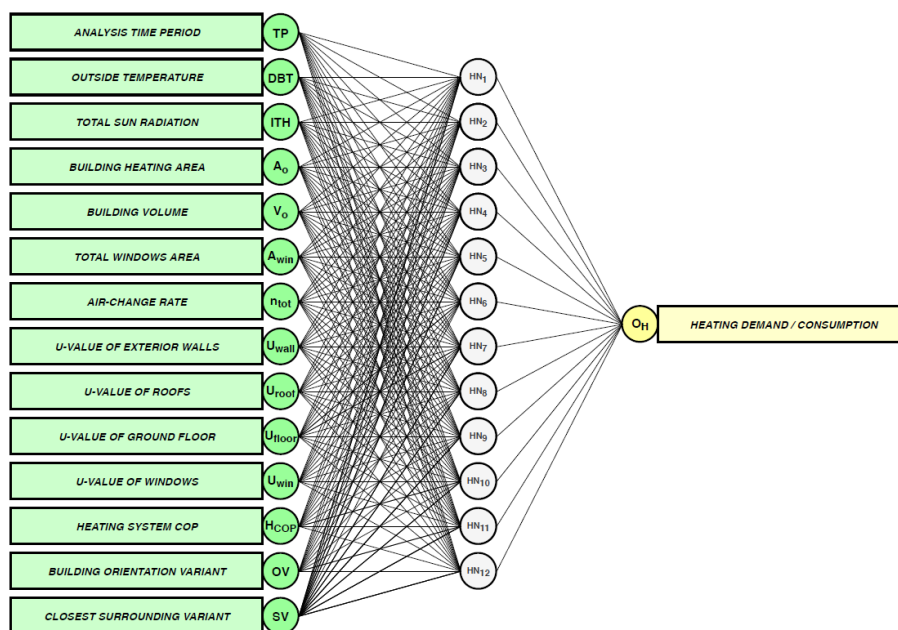 ANALYSIS TIME PERIOD TP
OUTSIDE TEMPERATURE DBT HN1
TOTAL SUN RADIATION ITH HN2
BUILDING HEATING AREA Ao HN3
BUILDING VOLUME Vo HN4
TOTAL WINDOWS AREA Awin HN5
AIR-CHANGE RATE ntot HN6
OH HEATING DEMAND / CONSUMPTION
U-VALUE OF EXTERIOR WALLS Uwall HN7
U-VALUE OF ROOFS Uroof HN8
U-VALUE OF GROUND FLOOR Ufloor HN9
U-VALUE OF WINDOWS Uwin HN10
HEATING SYSTEM COP HCOP HN11
BUILDING ORIENTATION VARIANT OV HN12
CLOSEST SURROUNDING VARIANT SV